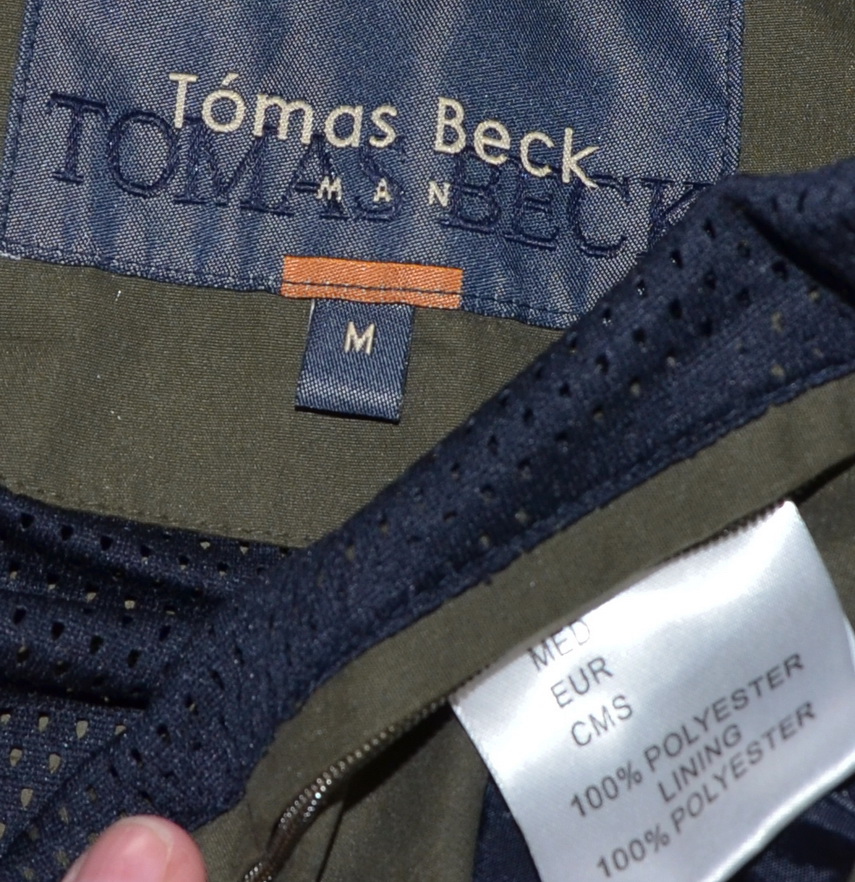 Tómas Beck
TOMAS BECK
MAN
M
MED
EUR
CMS
100% POLYESTER
LINING
100% POLYESTER